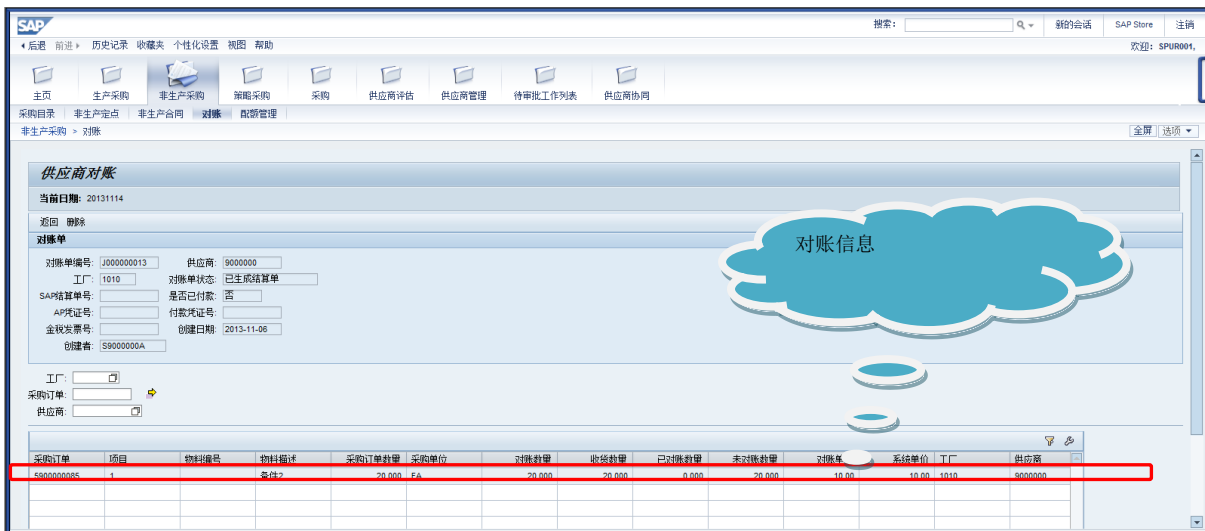 SAP 搜索: 新的会话 SAP Store 注销
后退 前进 历史记录 收藏夹 个性化设置 视图 帮助 欢迎: SPUR001,
主页 生产采购 非生产采购 策略采购 采购 供应商评估 供应商管理 待审批工作列表 供应商协同
采购目录 非生产定点 非生产合同 对账 配额管理
非生产采购 > 对账 全屏 选项
供应商对账
当前日期: 20131114
返回 删除
对账单
对账信息
对账单编号: J000000013 供应商: 9000000
工厂: 1010 对账单状态: 已生成结算单
SAP结算单号: 是否已付款: 否
AP凭证号: 付款凭证号:
金税发票号: 创建日期: 2013-11-06
创建者: S9000000A
工厂:
采购订单:
供应商:
采购订单 项目 物料编号 物料描述 采购订单数量 采购单位 对账数量 收货数量 已对账数量 未对账数量 对账单 系统单价 工厂 供应商
5900000085 1 备件2 20.000 EA 20.000 20.000 0.000 20.000 10.00 10.00 1010 9000000